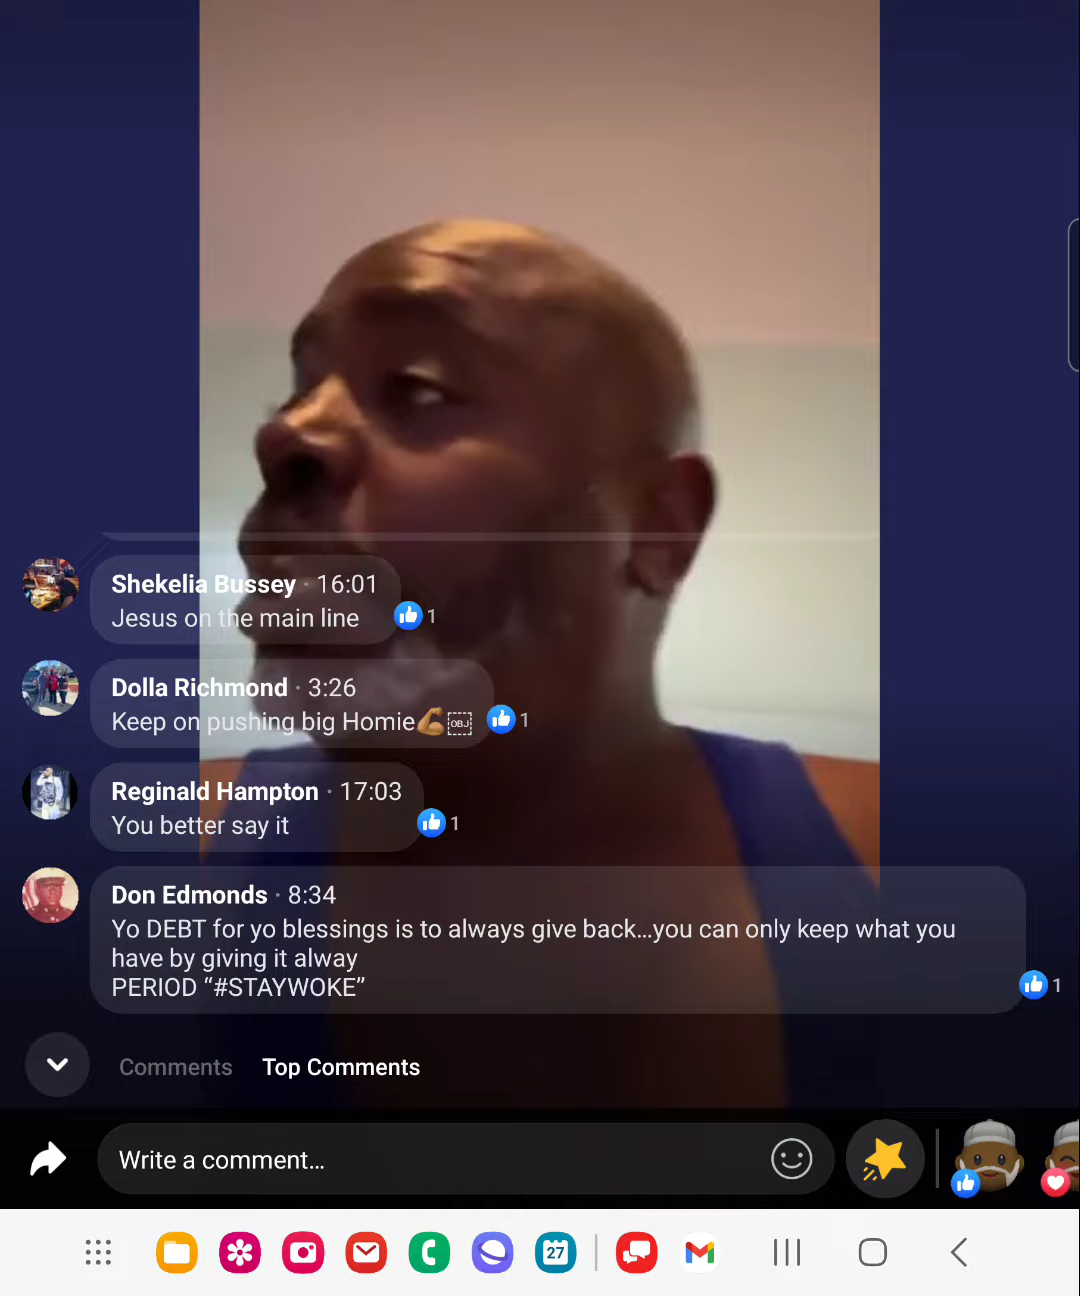 Shekelia Bussey · 16:01
Jesus on the main line
1
Dolla Richmond · 3:26
Keep on pushing big Homie💪🏽￼
1
Reginald Hampton · 17:03
You better say it
1
Don Edmonds · 8:34
Yo DEBT for yo blessings is to always give back...you can only keep what you
have by giving it alway
PERIOD “#STAYWOKE”
1
Comments Top Comments
Write a comment...
27